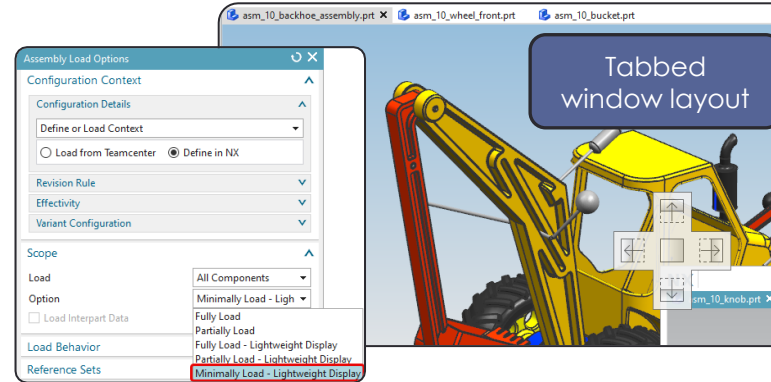 asm_10_backhoe_assembly.prt asm_10_wheel_front.prt asm_10_bucket.prt
Tabbed
window layout
Assembly Load Options
Configuration Context
Configuration Details
Define or Load Context
Load from Teamcenter Define in NX
Revision Rule
Effectivity
Variant Configuration
Scope
Load All Components
Option Minimally Load - Ligh
Load Interpart Data
Fully Load
Partially Load
Fully Load - Lightweight Display
Partially Load - Lightweight Display
Minimally Load - Lightweight Display
Load Behavior
Reference Sets
sm_10_knob.prt